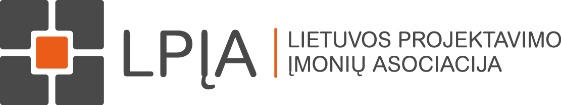 LPĮA
LIETUVOS PROJEKTAVIMO
ĮMONIŲ ASOCIACIJA